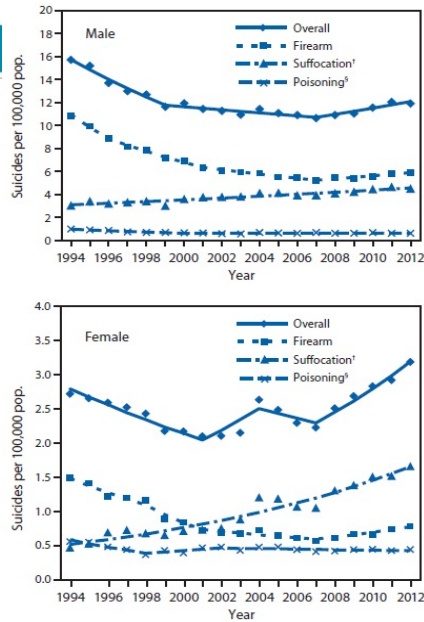 Male
Overall
Firearm
Suffocation†
Poisoning§
Suicides per 100,000 pop.
20
18
16
14
12
10
8
6
4
2
0
1994 1996 1998 2000 2002 2004 2006 2008 2010 2012
Year
Female
Overall
Firearm
Suffocation†
Poisoning§
Suicides per 100,000 pop.
4.0
3.5
3.0
2.5
2.0
1.5
1.0
0.5
0.0
1994 1996 1998 2000 2002 2004 2006 2008 2010 2012
Year